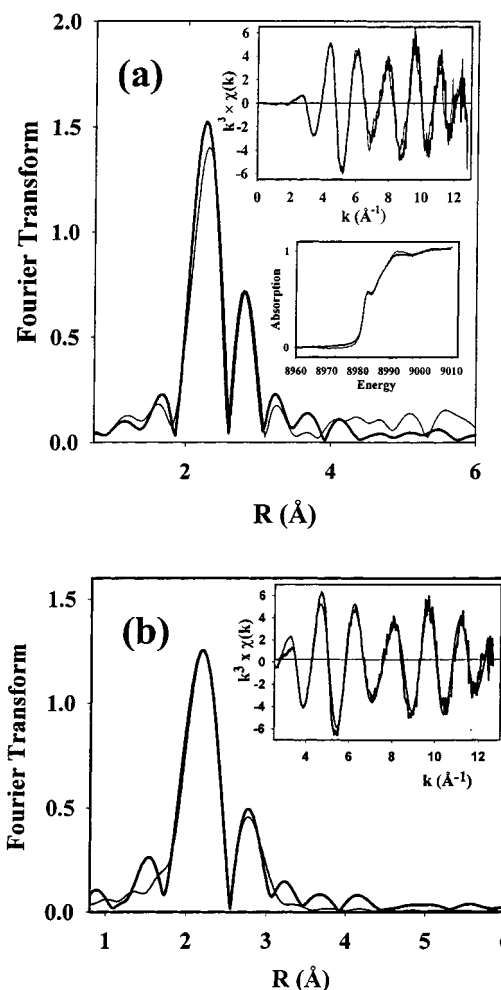 2.0
(a)
1.5
1.0
0.5
0.0
Fourier Transform
2
4
6
R (Å)
6
4
2
0
-2
-4
-6
k³ × χ(k)
0 2 4 6 8 10 12
k (Å⁻¹)
1
0
Absorption
8960 8970 8980 8990 9000 9010
Energy
1.5
(b)
1.0
0.5
0.0
Fourier Transform
1 2 3 4 5 6
R (Å)
6
4
2
0
-2
-4
-6
k³ x χ(k)
4 6 8 10 12
k (Å⁻¹)